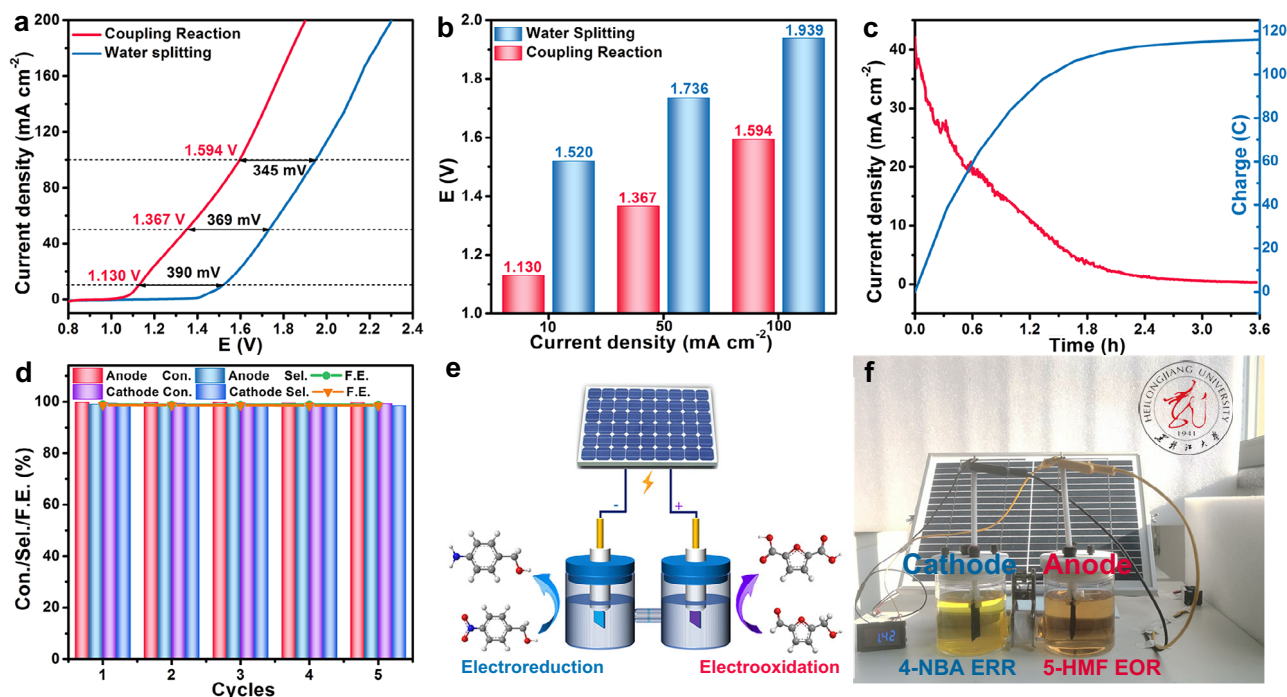 a
200
160
120
80
40
0
Current density (mA cm-2)
Coupling Reaction
Water splitting
1.594 V
345 mV
1.367 V
369 mV
1.130 V
390 mV
0.8 1.0 1.2 1.4 1.6 1.8 2.0 2.2 2.4
E (V)
b
2.0
1.8
1.6
1.4
1.2
1.0
E (V)
Water Splitting
Coupling Reaction
1.130
1.520
1.367
1.736
1.594
1.939
10 50 100
Current density (mA cm-2)
c
40
30
20
10
0
Current density (mA cm-2)
120
100
80
60
40
20
0
Charge (C)
0.0 0.6 1.2 1.8 2.4 3.0 3.6
Time (h)
d
Anode Con. Anode Sel. F.E.
Cathode Con. Cathode Sel. F.E.
100
80
60
40
20
0
Con./Sel./F.E. (%)
1 2 3 4 5
Cycles
e
- +
Electroreduction
Electrooxidation
f
HEILONGJIANG UNIVERSITY
1941
Cathode
Anode
1.42
4-NBA ERR
5-HMF EOR